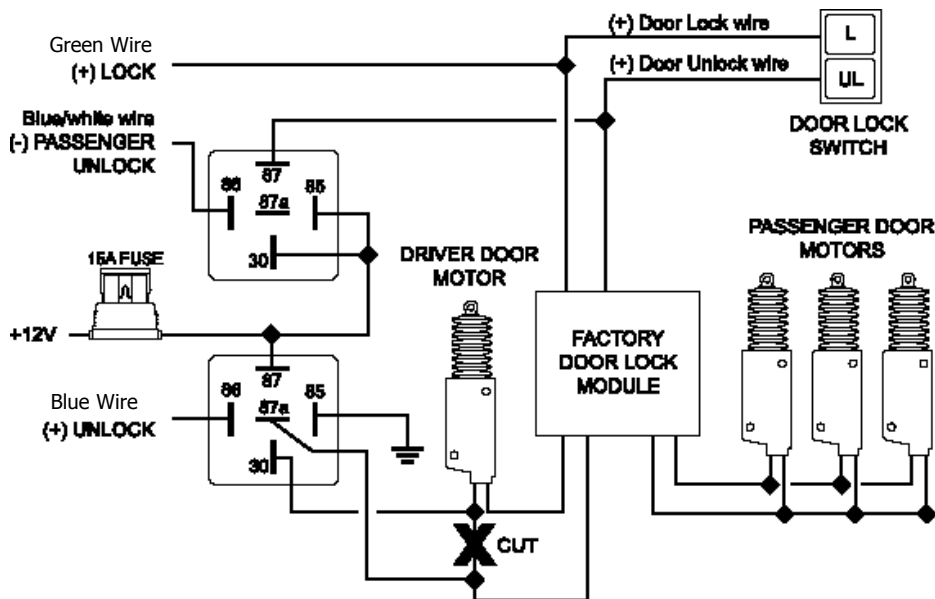 Green Wire
(+) LOCK
(+) Door Lock wire
L
(+) Door Unlock wire
UL
DOOR LOCK
SWITCH
Blue/white wire
(-) PASSENGER
UNLOCK
87
86
85
87a
30
15A FUSE
+12V
DRIVER DOOR
MOTOR
PASSENGER DOOR
MOTORS
FACTORY
DOOR LOCK
MODULE
Blue Wire
(+) UNLOCK
87
86
85
87a
30
X CUT